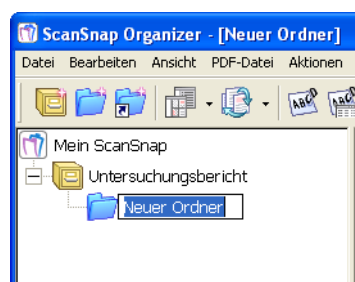 ScanSnap Organizer - [Neuer Ordner]
Datei Bearbeiten Ansicht PDF-Datei Aktionen
Mein ScanSnap
Untersuchungsbericht
Neuer Ordner